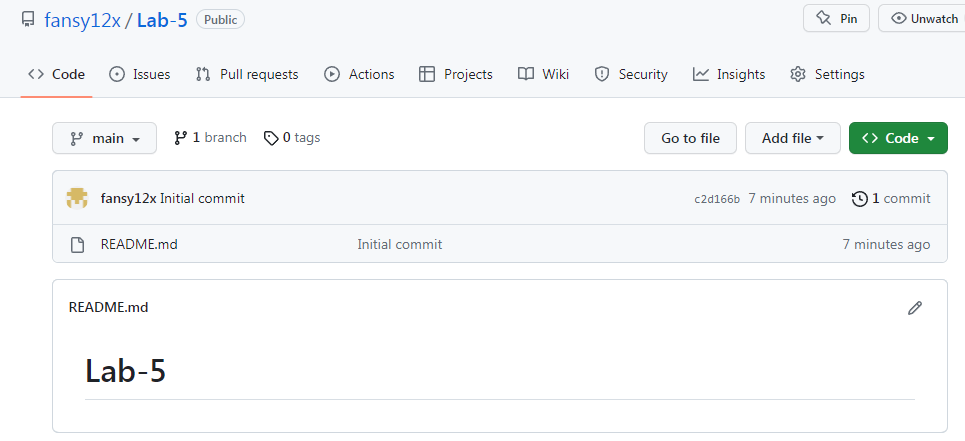 fansy12x / Lab-5 Public Pin Unwatch
Code Issues Pull requests Actions Projects Wiki Security Insights Settings
main 1 branch 0 tags Go to file Add file Code
fansy12x Initial commit c2d166b 7 minutes ago 1 commit
README.md Initial commit 7 minutes ago
README.md
Lab-5